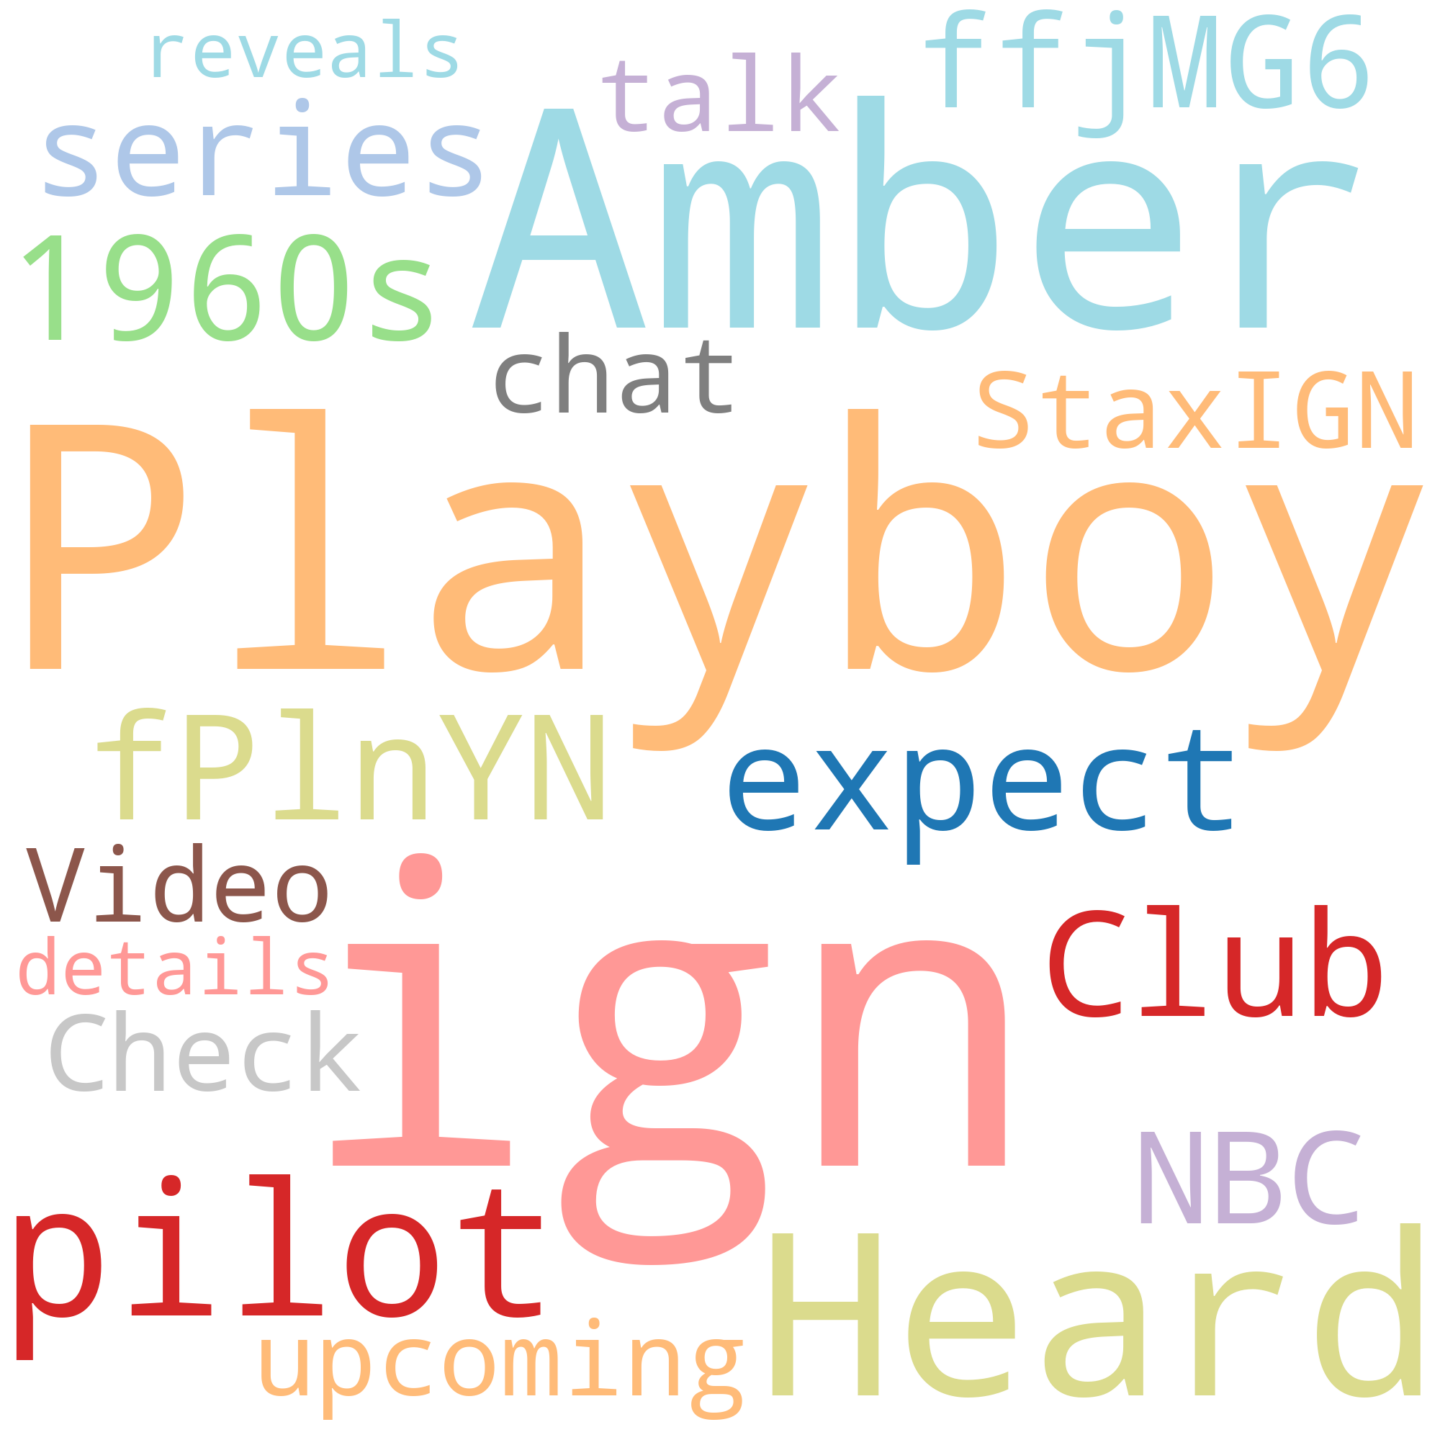 reveals
talk
ffjMG6
series
Amber
1960s
chat
StaxIGN
Playboy
fPlnYN
expect
Video
ign
Club
details
Check
NBC
pilot
Heard
upcoming